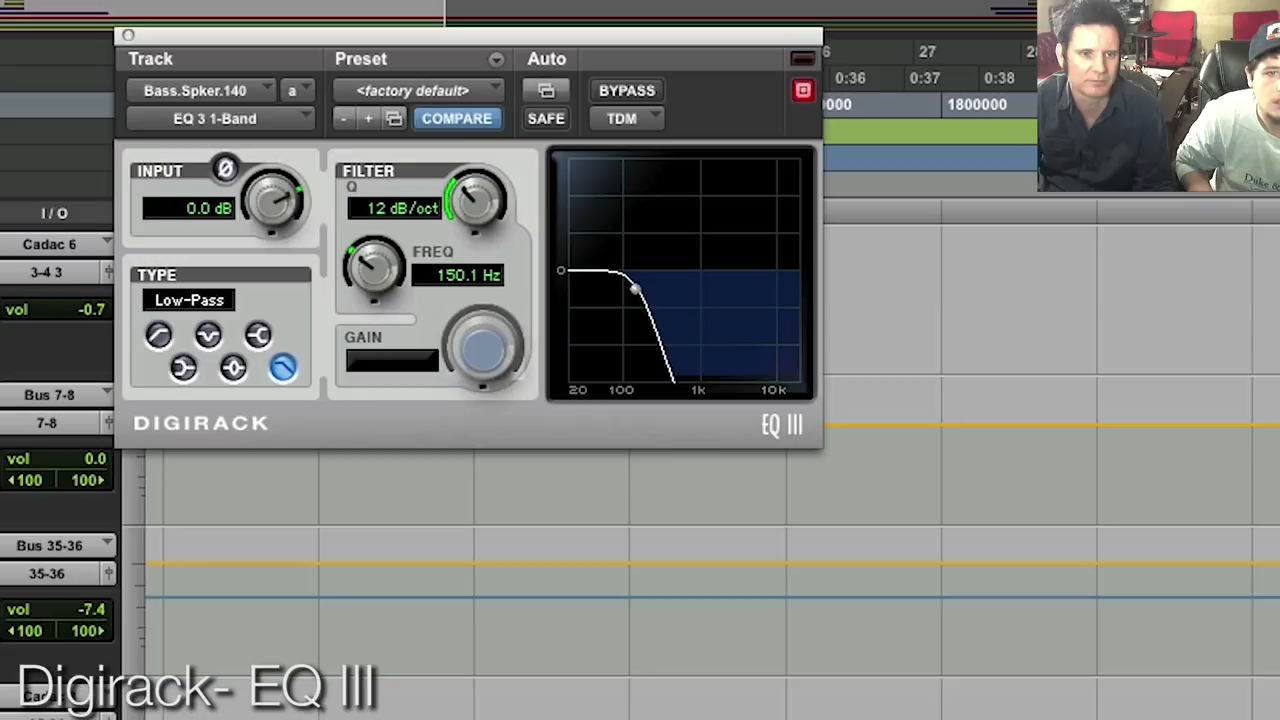 Track
Preset
Auto
Bass.Spker.140
a
<factory default>
BYPASS
EQ 3 1-Band
-
+
COMPARE
SAFE
TDM
INPUT
Ø
0.0 dB
FILTER
Q
12 dB/oct
FREQ
150.1 Hz
TYPE
Low-Pass
GAIN
20
100
1k
10k
DIGIRACK
EQ III
6
27
0:36
0:37
0:38
0000
1800000
Duke &
I / O
Cadac 6
3-4 3
vol -0.7
Bus 7-8
7-8
vol 0.0
100 100
Bus 35-36
35-36
vol -7.4
100 100
Digirack- EQ III